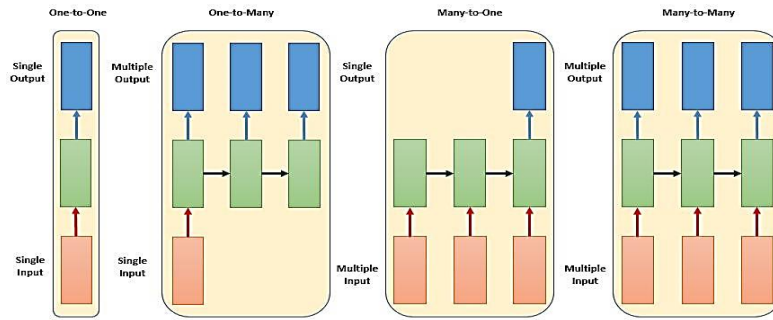 One-to-One
One-to-Many
Many-to-One
Many-to-Many
Single
Output
Multiple
Output
Single
Output
Multiple
Output
Single
Input
Single
Input
Multiple
Input
Multiple
Input